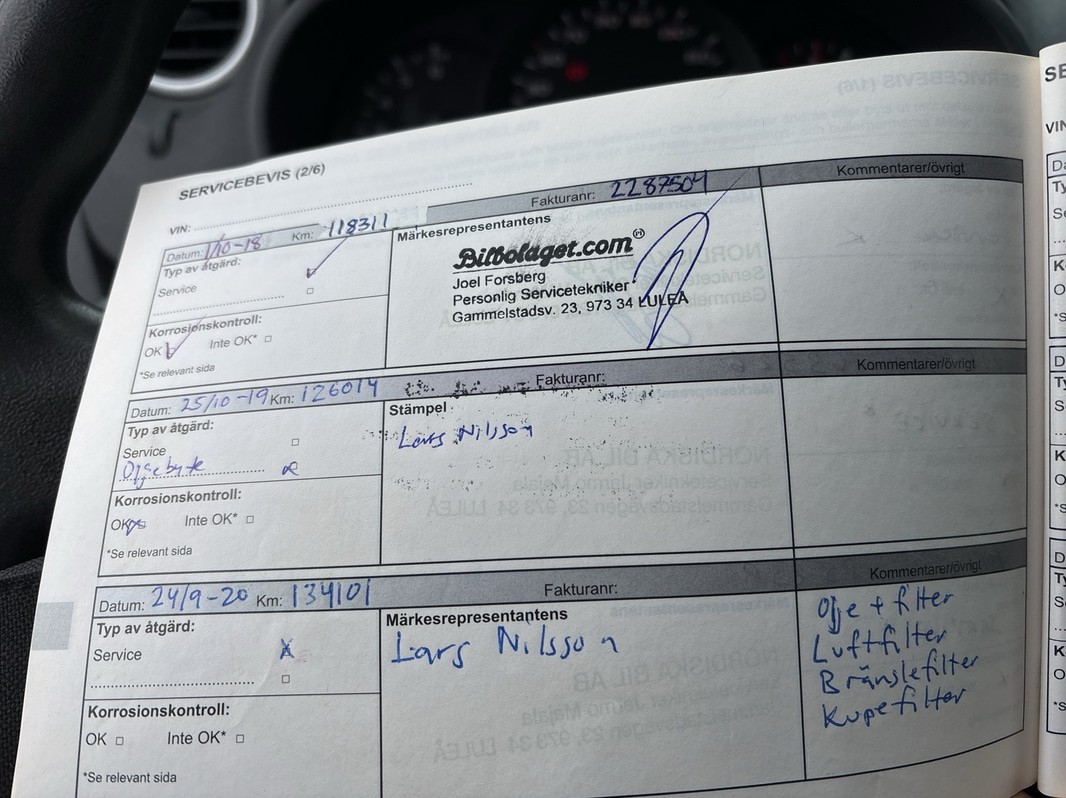 SERVICEBEVIS (2/6)
VIN:
Datum: 1/10-18 Km: 118311
Fakturanr: 2287504
Kommentarer/övrigt
Typ av åtgärd:
Service
Korrosionskontroll:
OK Inte OK*
*Se relevant sida
Märkesrepresentantens
Bilbolaget.com
Joel Forsberg
Personlig Servicetekniker
Gammelstadsv. 23, 973 34 LULEÅ
Datum: 25/10-19 Km: 126014
Fakturanr:
Kommentarer/övrigt
Typ av åtgärd:
Service
Oljebyte
Korrosionskontroll:
OK Inte OK*
*Se relevant sida
Stämpel
Lars Nilsson
Datum: 24/9-20 Km: 134101
Fakturanr:
Kommentarer/övrigt
Typ av åtgärd:
Service X
Korrosionskontroll:
OK Inte OK*
*Se relevant sida
Märkesrepresentantens
Lars Nilsson
Olje + filter
Luftfilter
Bränslefilter
Kupefilter